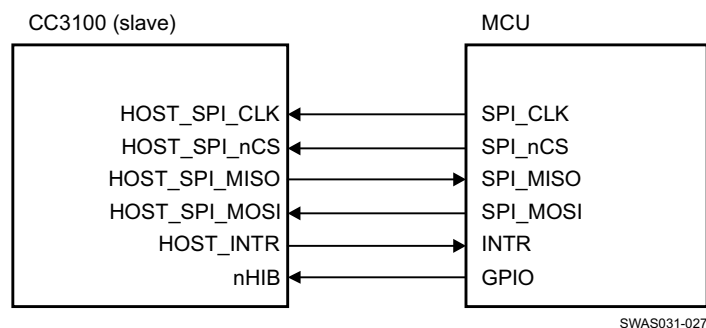 CC3100 (slave) MCU
HOST_SPI_CLK SPI_CLK
HOST_SPI_nCS SPI_nCS
HOST_SPI_MISO SPI_MISO
HOST_SPI_MOSI SPI_MOSI
HOST_INTR INTR
nHIB GPIO
SWAS031-027